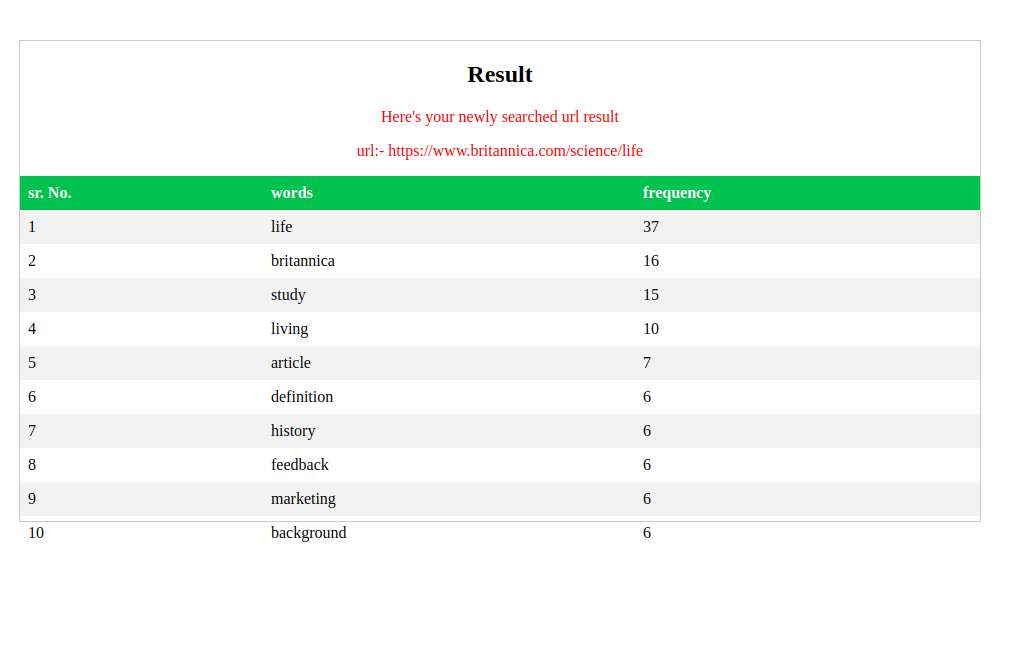 Result
Here's your newly searched url result
url:- https://www.britannica.com/science/life
sr. No. words frequency
1 life 37
2 britannica 16
3 study 15
4 living 10
5 article 7
6 definition 6
7 history 6
8 feedback 6
9 marketing 6
10 background 6